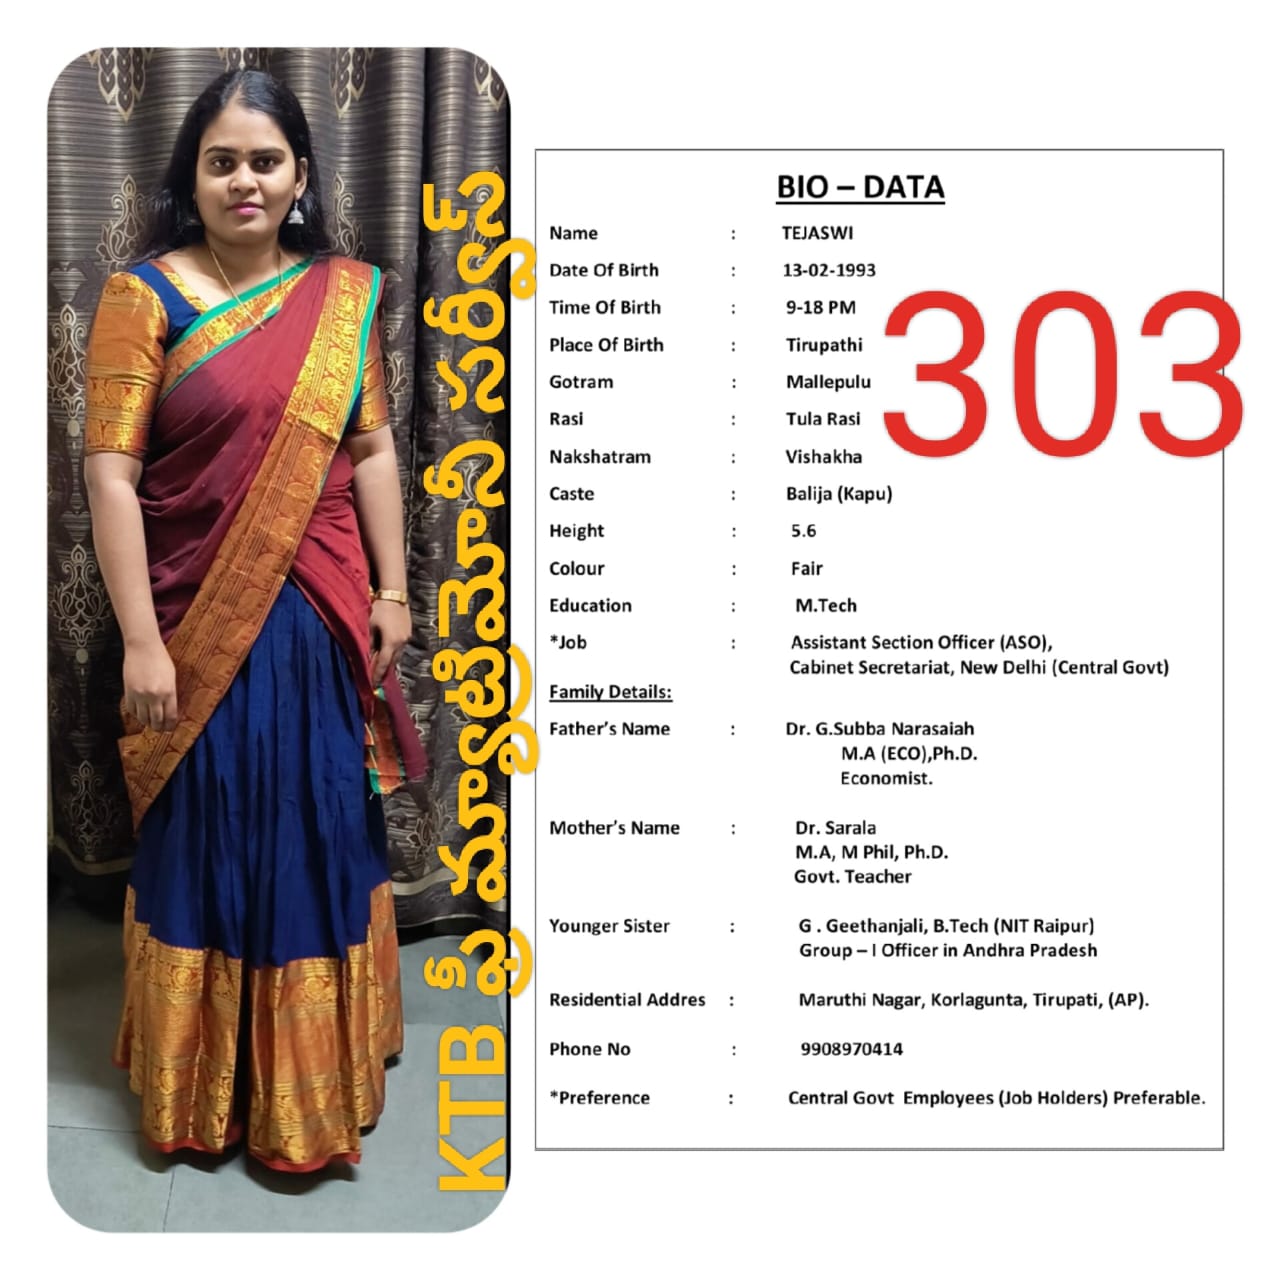 KTB ఫ్రీ మ్యాట్రిమోనీ సర్వీస్
BIO – DATA
303
Name : TEJASWI
Date Of Birth : 13-02-1993
Time Of Birth : 9-18 PM
Place Of Birth : Tirupathi
Gotram : Mallepulu
Rasi : Tula Rasi
Nakshatram : Vishakha
Caste : Balija (Kapu)
Height : 5.6
Colour : Fair
Education : M.Tech
*Job : Assistant Section Officer (ASO),
Cabinet Secretariat, New Delhi (Central Govt)
Family Details:
Father’s Name : Dr. G.Subba Narasaiah
M.A (ECO),Ph.D.
Economist.
Mother’s Name : Dr. Sarala
M.A, M Phil, Ph.D.
Govt. Teacher
Younger Sister : G . Geethanjali, B.Tech (NIT Raipur)
Group – I Officer in Andhra Pradesh
Residential Addres : Maruthi Nagar, Korlagunta, Tirupati, (AP).
Phone No : 9908970414
*Preference : Central Govt Employees (Job Holders) Preferable.